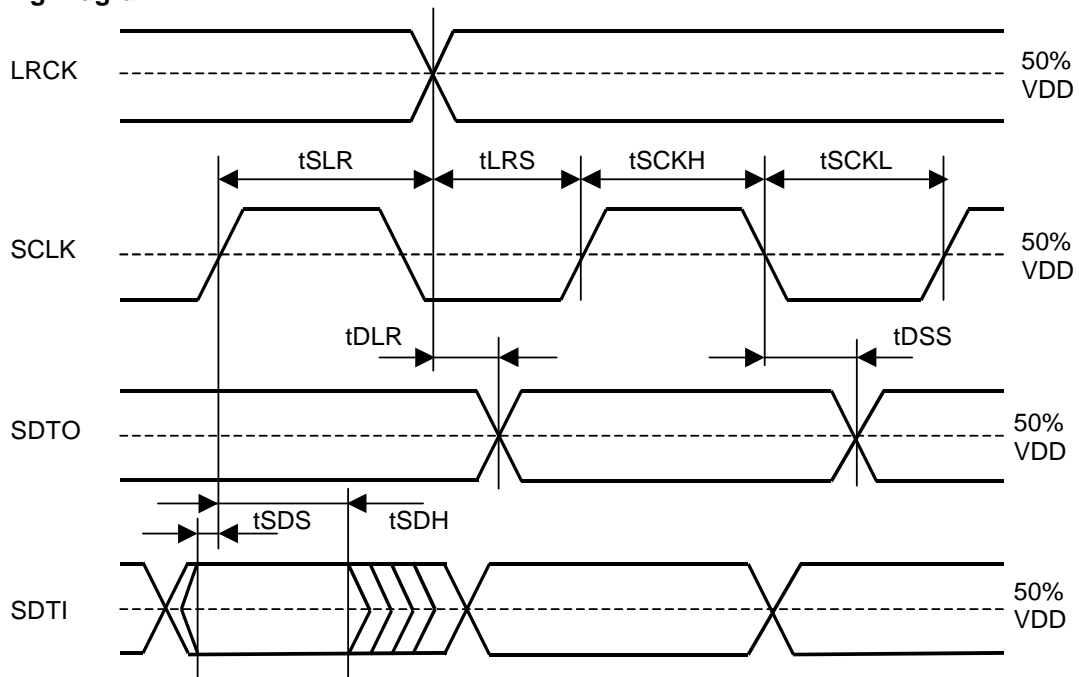 LRCK
50%
VDD
tSLR tLRS tSCKH tSCKL
SCLK
50%
VDD
tDLR tDSS
SDTO
50%
VDD
tSDS tSDH
SDTI
50%
VDD